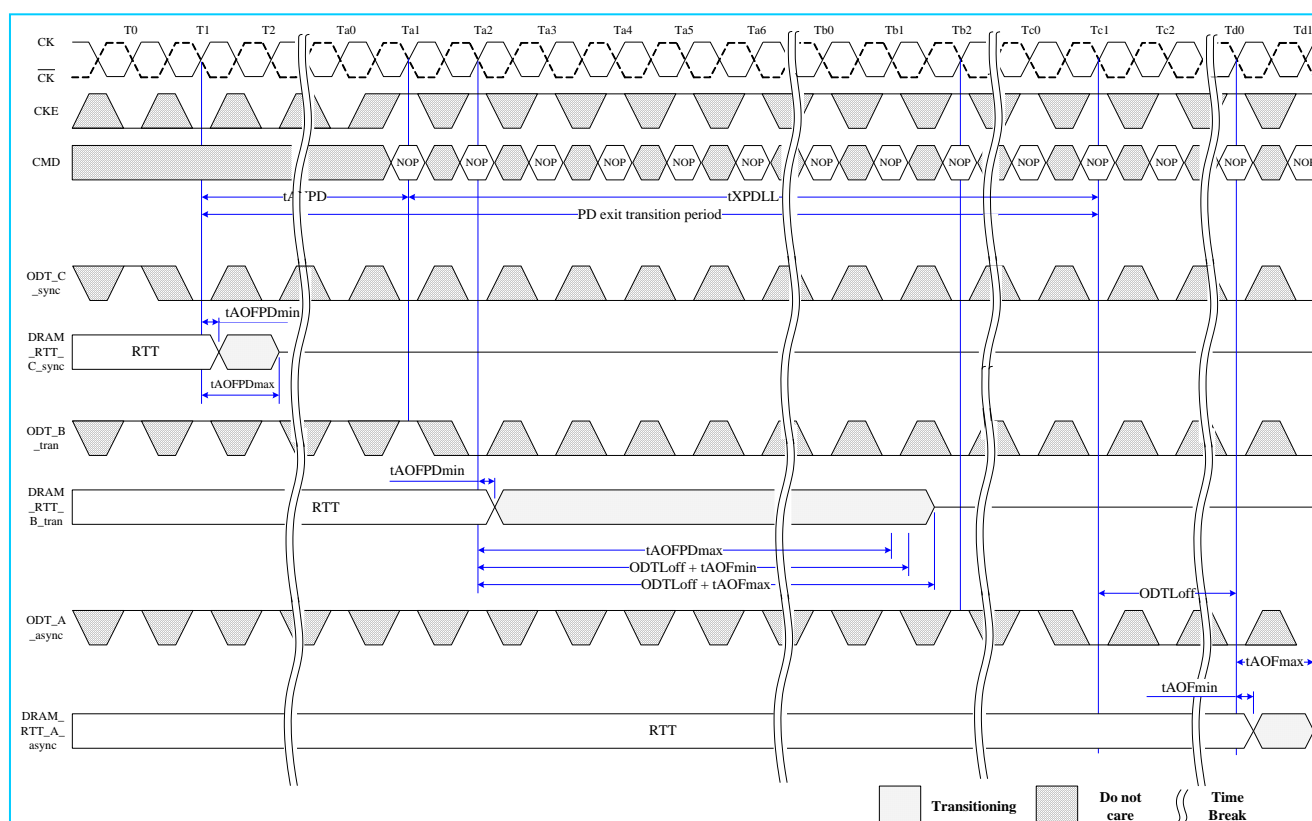 T0 T1 T2 Ta0 Ta1 Ta2 Ta3 Ta4 Ta5 Ta6 Tb0 Tb1 Tb2 Tc0 Tc1 Tc2 Td0 Td1
CK
CK
CKE
CMD
NOP NOP NOP NOP NOP NOP NOP NOP NOP NOP NOP NOP NOP NOP
tXPDLL
PD exit transition period
ODT_C
_sync
tAOFPDmin
DRAM
_RTT_
C_sync
RTT
tAOFPDmax
ODT_B
_tran
tAOFPDmin
DRAM
_RTT_
B_tran
RTT
tAOFPDmax
ODTLoff + tAOFmin
ODTLoff + tAOFmax
ODTLoff
ODT_A
_async
tAOFmax
tAOFmin
DRAM_
RTT_A_
async
RTT
Transitioning
Do not
care
Time
Break